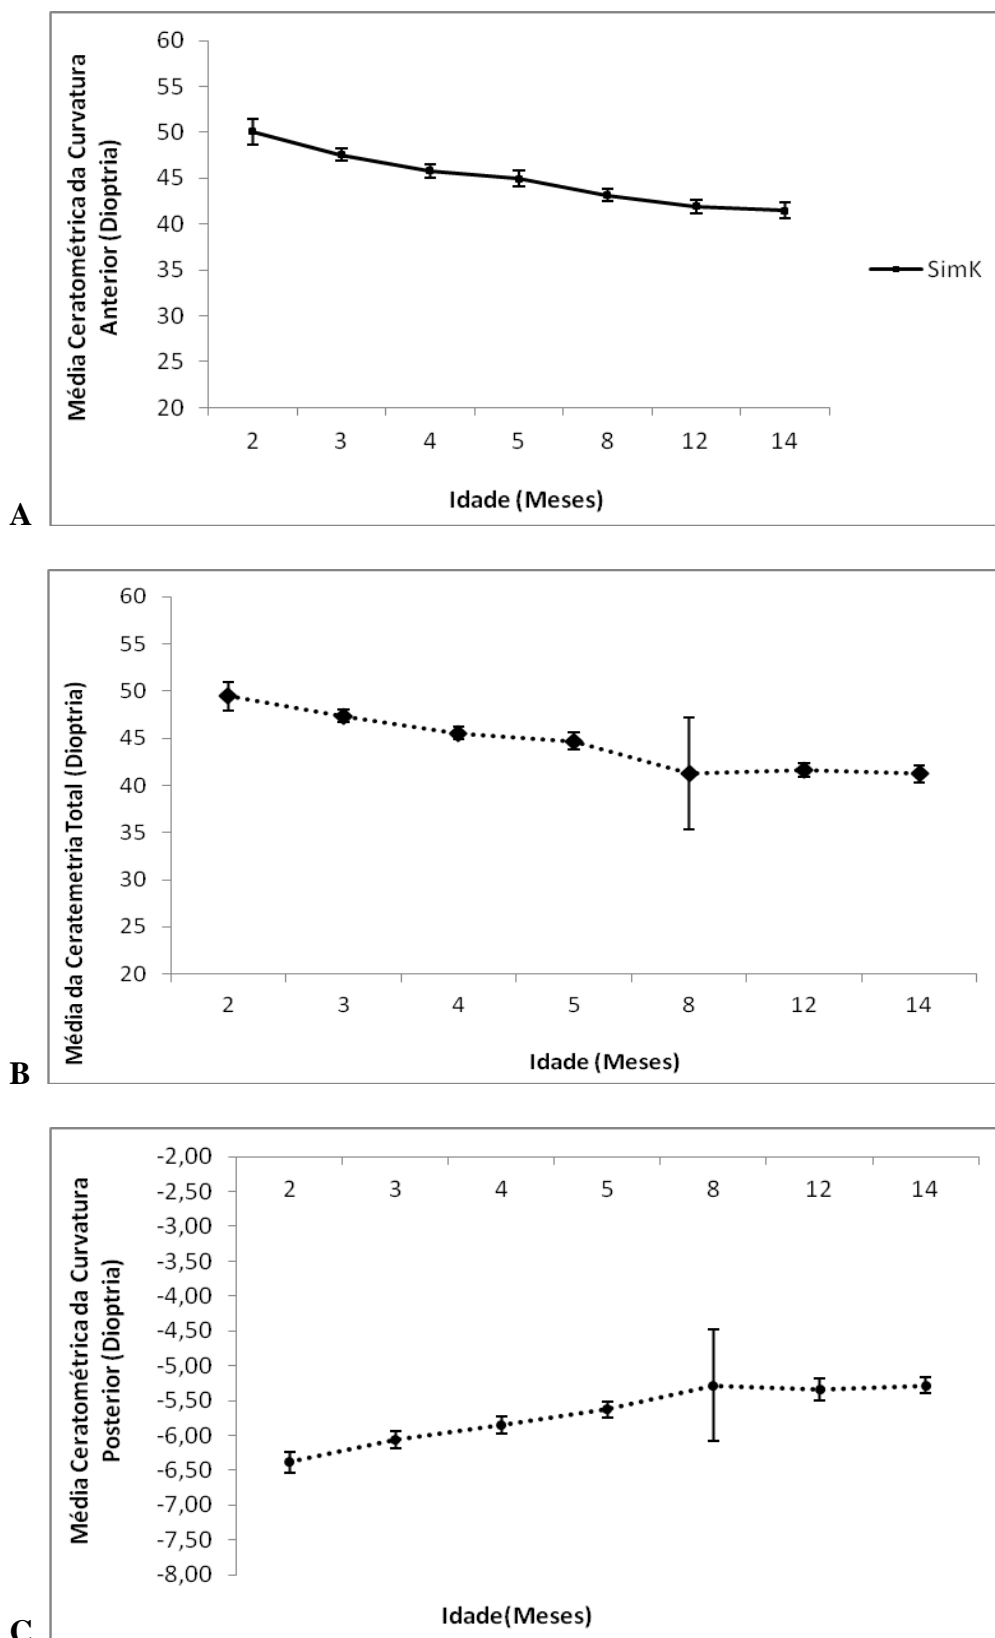 60
55
50
45
40
35
30
25
20
Média Ceratométrica da Curvatura
Anterior (Dioptria)
2 3 4 5 8 12 14
Idade (Meses)
SimK
A
60
55
50
45
40
35
30
25
20
Média da Ceratemetria Total (Dioptria)
2 3 4 5 8 12 14
Idade (Meses)
B
-2,00
-2,50
-3,00
-3,50
-4,00
-4,50
-5,00
-5,50
-6,00
-6,50
-7,00
-7,50
-8,00
Média Ceratométrica da Curvatura
Posterior (Dioptria)
2 3 4 5 8 12 14
Idade(Meses)
C